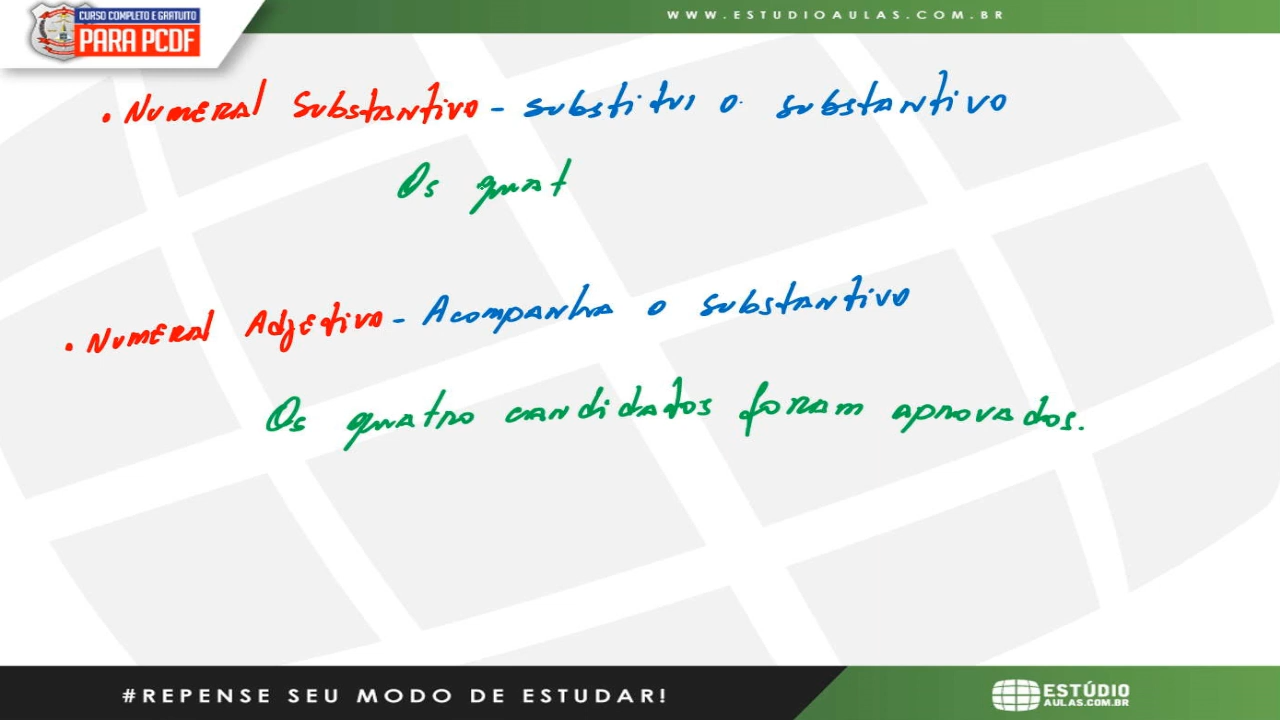 CURSO COMPLETO E GRATUITO
PARA PCDF
WWW.ESTUDIOAULAS.COM.BR
• Numeral Substantivo - substitui o substantivo
Os quat
• Numeral Adjetivo - Acompanha o substantivo
Os quatro candidatos foram aprovados.
#REPENSE SEU MODO DE ESTUDAR!
ESTÚDIO
AULAS.COM.BR